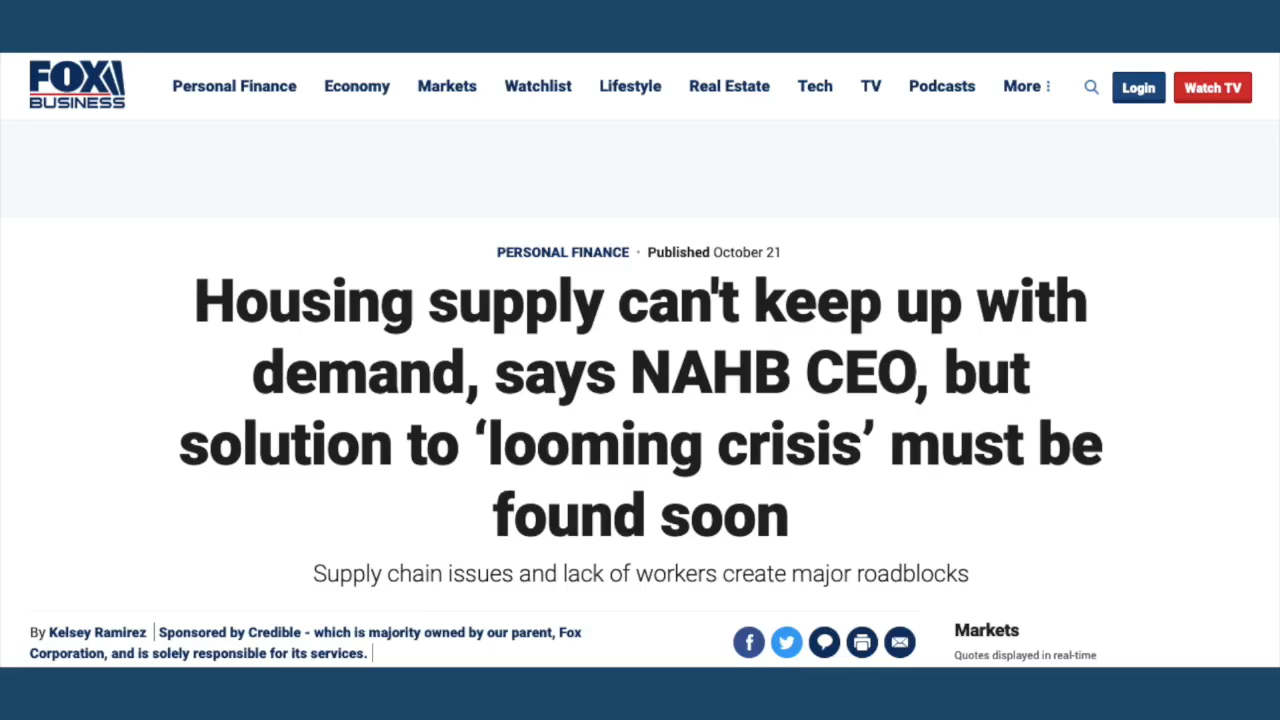 FOX
BUSINESS
Personal Finance Economy Markets Watchlist Lifestyle Real Estate Tech TV Podcasts More Login Watch TV
PERSONAL FINANCE · Published October 21
Housing supply can't keep up with
demand, says NAHB CEO, but
solution to ‘looming crisis’ must be
found soon
Supply chain issues and lack of workers create major roadblocks
By Kelsey Ramirez | Sponsored by Credible - which is majority owned by our parent, Fox
Corporation, and is solely responsible for its services. |
Markets
Quotes displayed in real-time